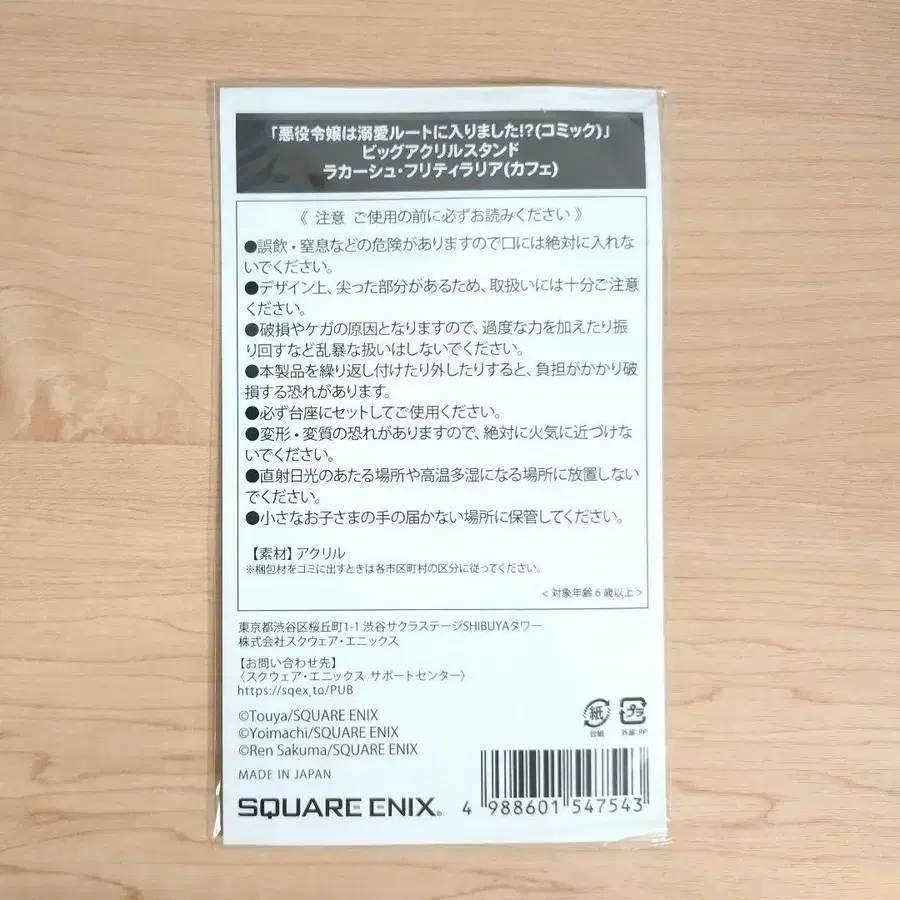 「悪役令嬢は溺愛ルートに入りました!?(コミック)」
ビッグアクリルスタンド
ラカーシュ・フリティラリア(カフェ)
《 注意 ご使用の前に必ずお読みください 》
●誤飲・窒息などの危険がありますので口には絶対に入れな
いでください。
●デザイン上、尖った部分があるため、取扱いには十分ご注意
ください。
●破損やケガの原因となりますので、過度な力を加えたり振
り回すなど乱暴な扱いはしないでください。
●本製品を繰り返し付けたり外したりすると、負担がかかり破
損する恐れがあります。
●必ず台座にセットしてご使用ください。
●変形・変質の恐れがありますので、絶対に火気に近づけな
いでください。
●直射日光のあたる場所や高温多湿になる場所に放置しない
でください。
●小さなお子さまの手の届かない場所に保管してください。
【素材】アクリル
※梱包材をゴミに出すときは各市区町村の区分に従ってください。
<対象年齢6歳以上>
東京都渋谷区桜丘町1-1 渋谷サクラステージSHIBUYAタワー
株式会社スクウェア・エニックス
【お問い合わせ先】
〈スクウェア・エニックス サポートセンター〉
https://sqex.to/PUB
©Touya/SQUARE ENIX
©Yoimachi/SQUARE ENIX
©Ren Sakuma/SQUARE ENIX
紙
台紙
プラ
外装:PP
MADE IN JAPAN
SQUARE ENIX®
4 988601 547543